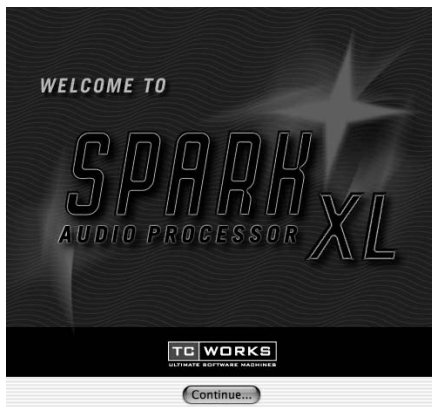 WELCOME TO
SPARK XL
AUDIO PROCESSOR
TC WORKS
ULTIMATE SOFTWARE MACHINES
Continue...